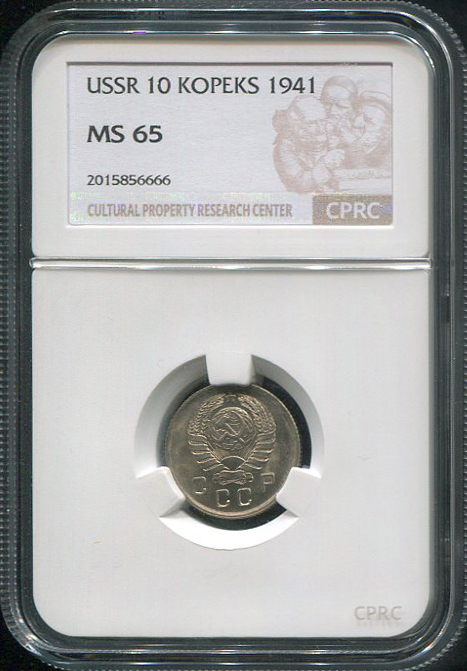 USSR 10 KOPEKS 1941
MS 65
2015856666
CULTURAL PROPERTY RESEARCH CENTER CPRC
СССР
CPRC